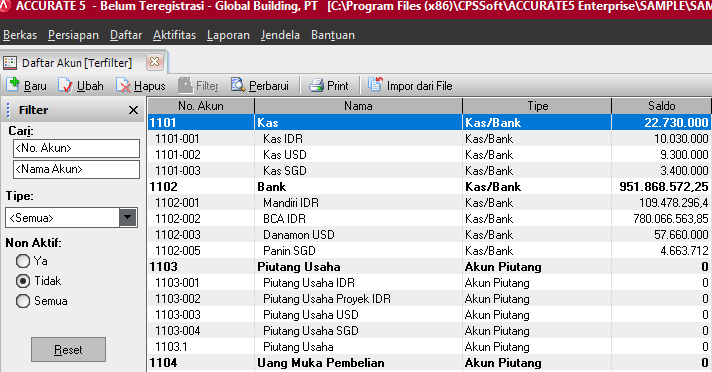 ACCURATE 5 - Belum Teregistrasi - Global Building, PT [C:\Program Files (x86)\CPSSoft\ACCURATE5 Enterprise\SAMPLE\SAM
Berkas Persiapan Daftar Aktifitas Laporan Jendela Bantuan
Daftar Akun [Terfilter]
Baru Ubah Hapus Filter Perbarui Print Impor dari File
Filter
Cari:
<No. Akun>
<Nama Akun>
Tipe:
<Semua>
Non Aktif:
Ya
Tidak
Semua
Reset
No. Akun Nama Tipe Saldo
1101 Kas Kas/Bank 22.730.000
1101-001 Kas IDR Kas/Bank 10.030.000
1101-002 Kas USD Kas/Bank 9.300.000
1101-003 Kas SGD Kas/Bank 3.400.000
1102 Bank Kas/Bank 951.868.572,25
1102-001 Mandiri IDR Kas/Bank 109.478.296,4
1102-002 BCA IDR Kas/Bank 780.066.563,85
1102-003 Danamon USD Kas/Bank 57.660.000
1102-005 Panin SGD Kas/Bank 4.663.712
1103 Piutang Usaha Akun Piutang 0
1103-001 Piutang Usaha IDR Akun Piutang 0
1103-002 Piutang Usaha Proyek IDR Akun Piutang 0
1103-003 Piutang Usaha USD Akun Piutang 0
1103-004 Piutang Usaha SGD Akun Piutang 0
1103.1 Piutang Usaha Akun Piutang 0
1104 Uang Muka Pembelian Akun Piutang 0